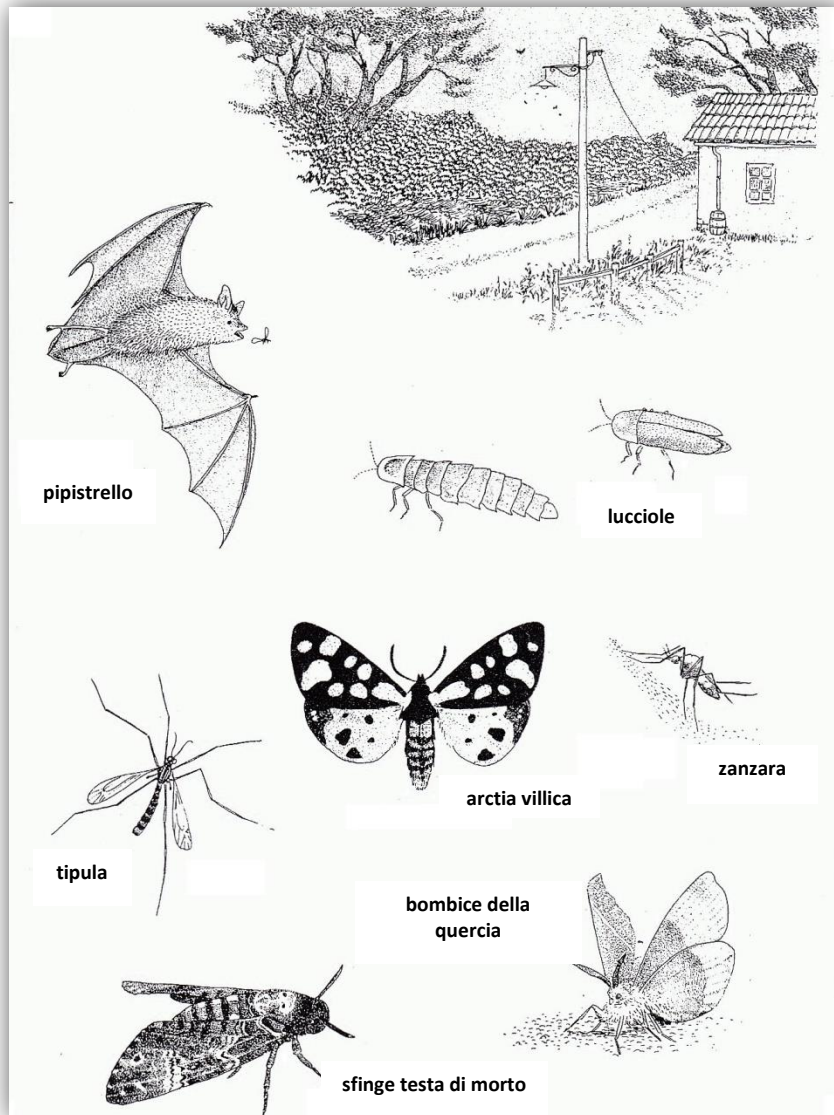 pipistrello
lucciole
zanzara
arctia villica
tipula
bombice della
quercia
sfinge testa di morto